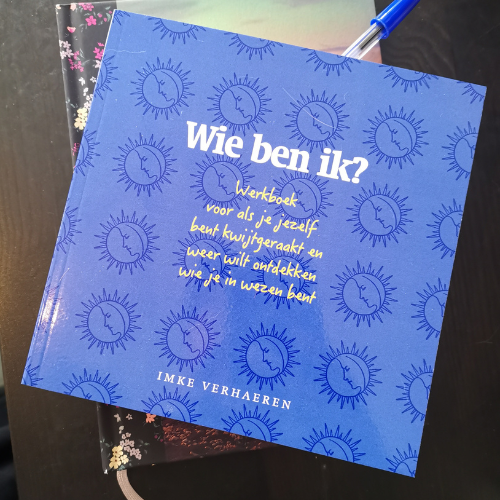 Wie ben ik?
Werkboek
voor als je jezelf
bent kwijtgeraakt en
weer wilt ontdekken
wie je in wezen bent
IMKE VERHAEREN